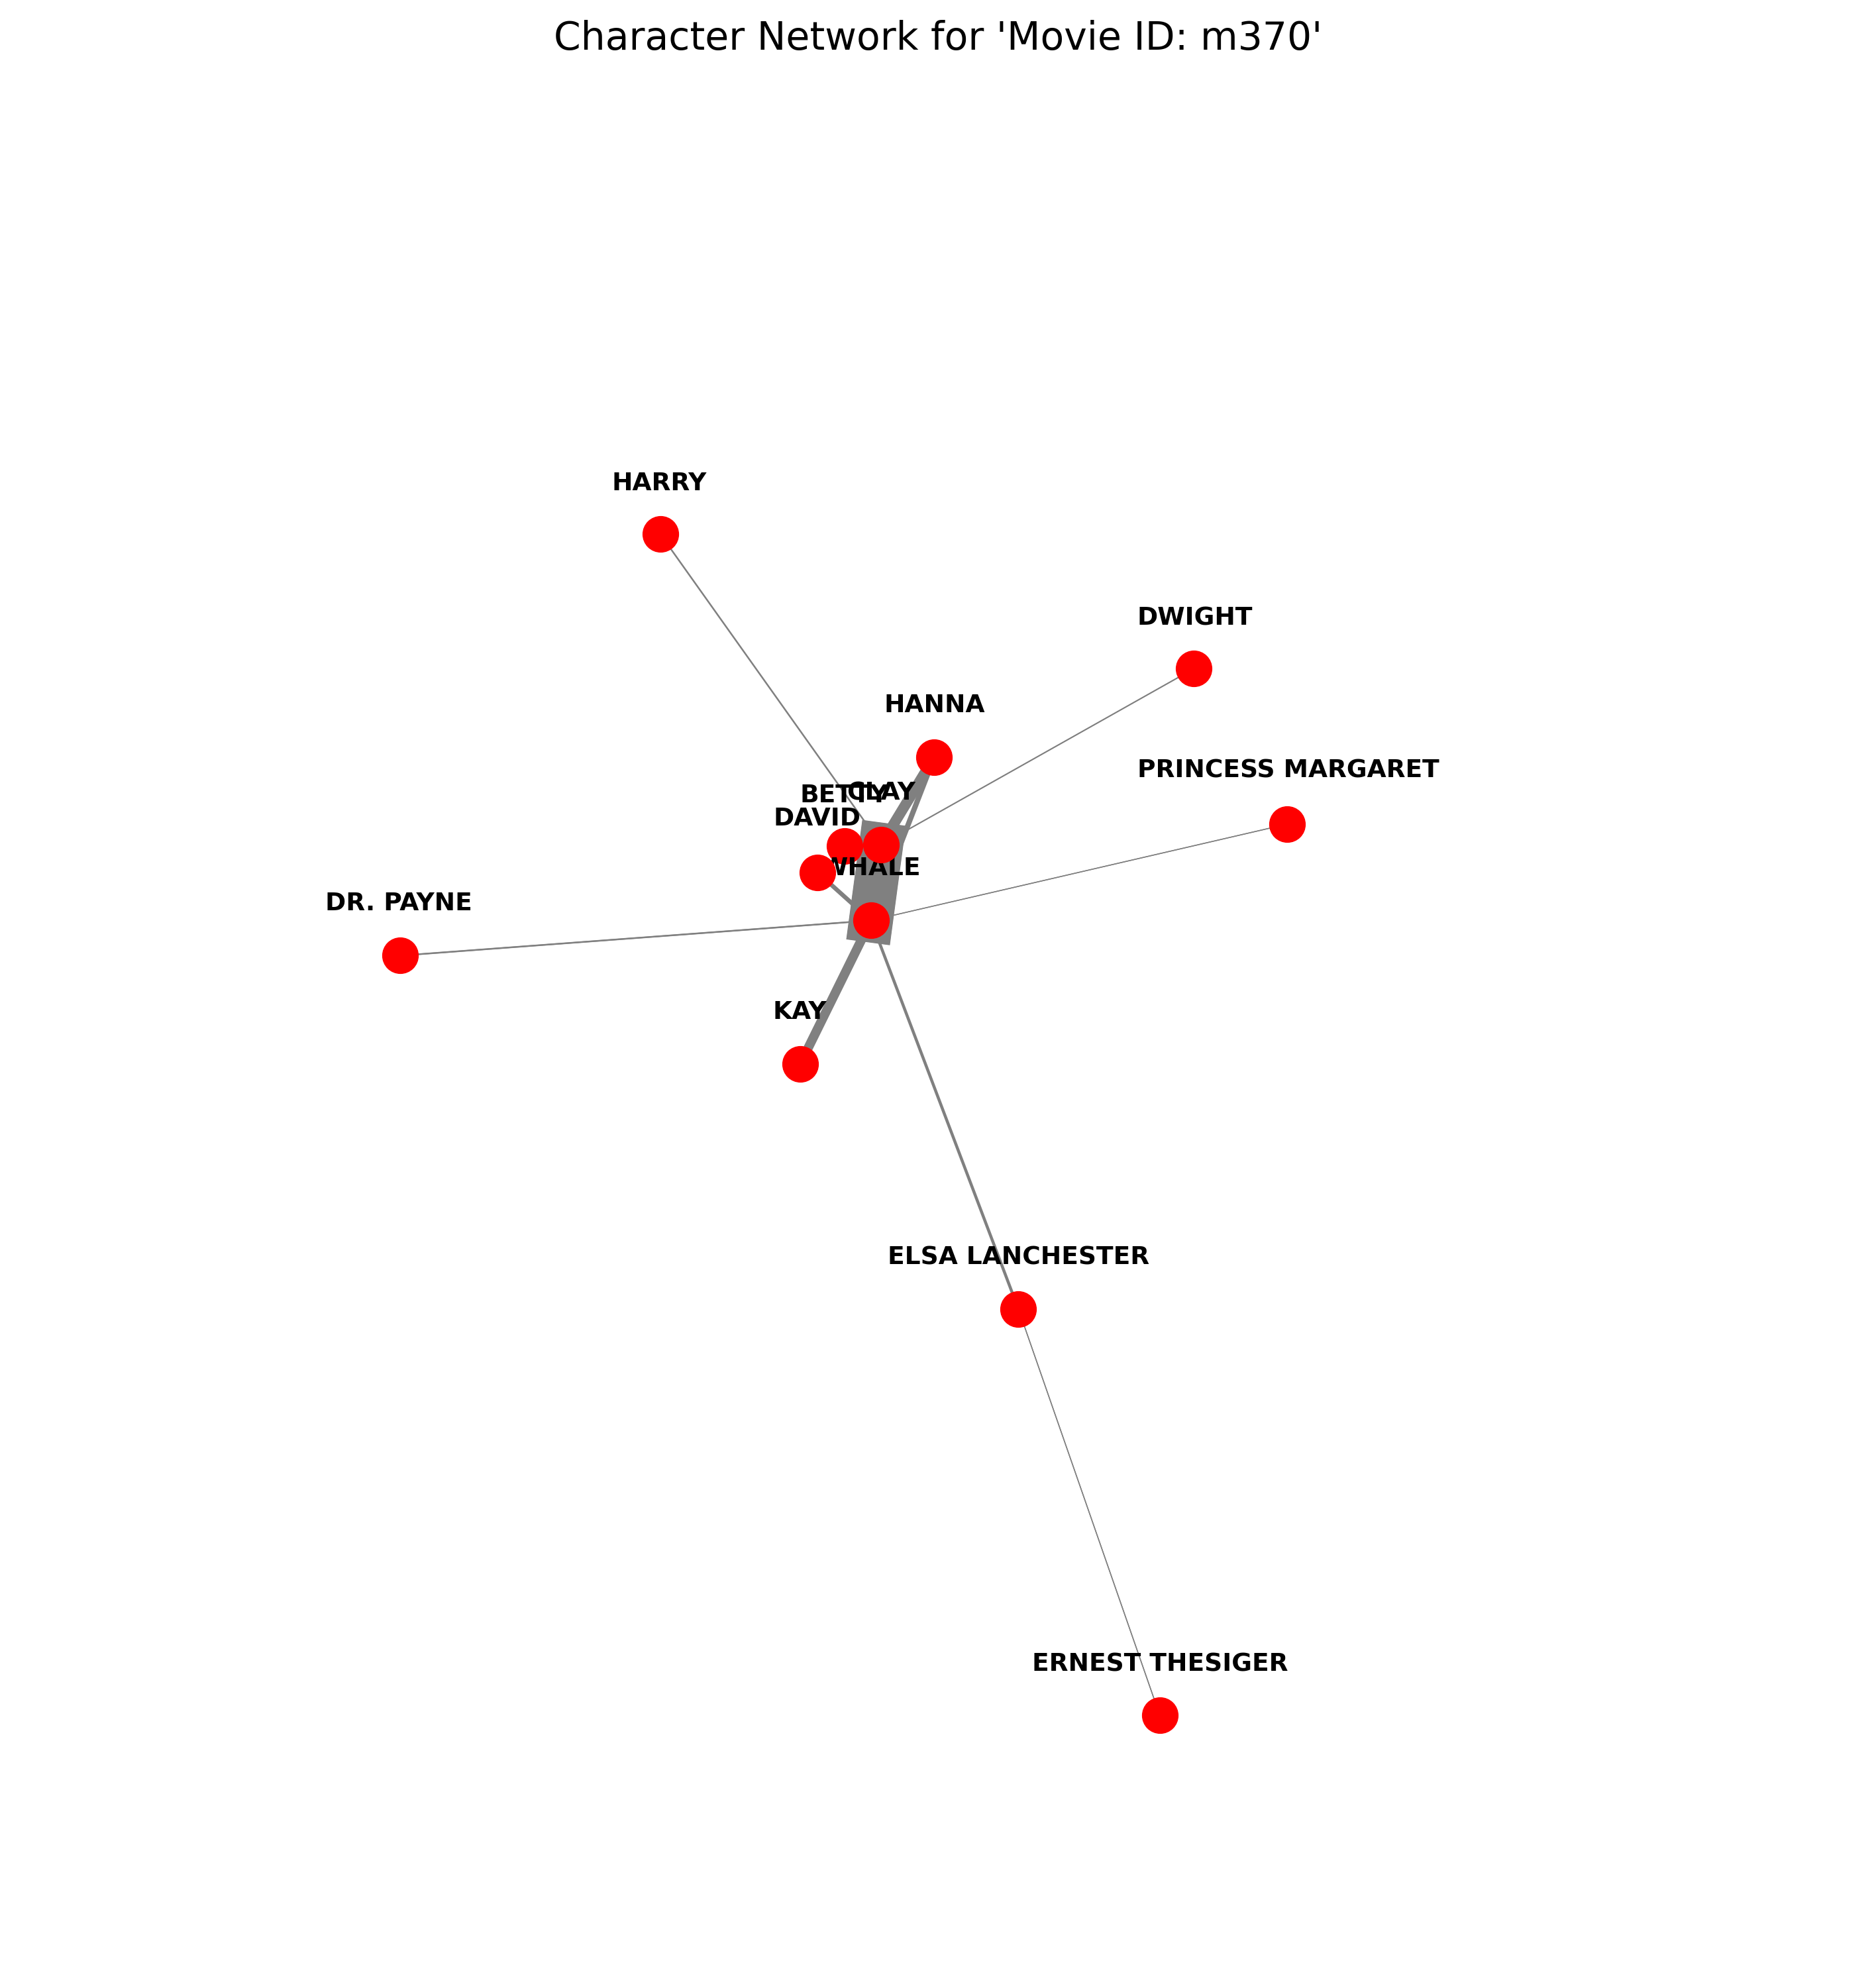 Character Network for 'Movie ID: m370'
HARRY
DWIGHT
HANNA
PRINCESS MARGARET
BETTY
CLAY
DAVID
WHALE
DR. PAYNE
KAY
ELSA LANCHESTER
ERNEST THESIGER